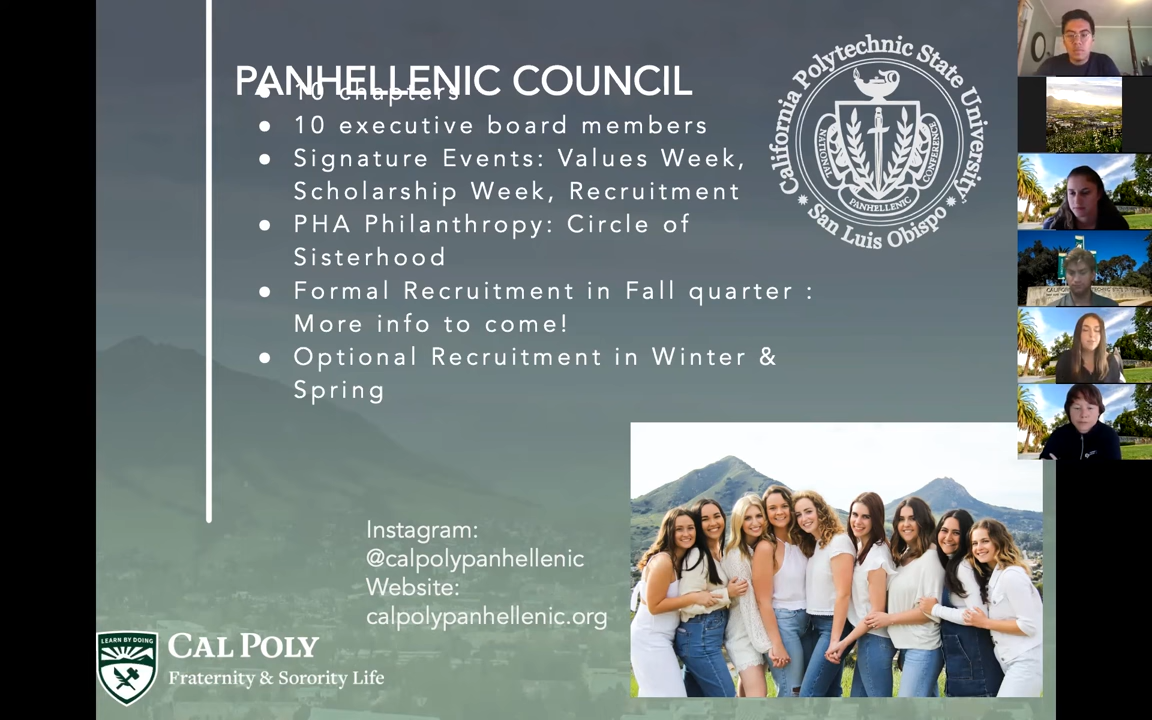 PANHELLENIC COUNCIL
● 10 chapters
● 10 executive board members
● Signature Events: Values Week,
Scholarship Week, Recruitment
● PHA Philanthropy: Circle of
Sisterhood
● Formal Recruitment in Fall quarter :
More info to come!
● Optional Recruitment in Winter &
Spring
California Polytechnic State University
San Luis Obispo
NATIONAL
PANHELLENIC
CONFERENCE
Instagram:
@calpolypanhellenic
Website:
calpolypanhellenic.org
LEARN BY DOING
CAL POLY
Fraternity & Sorority Life